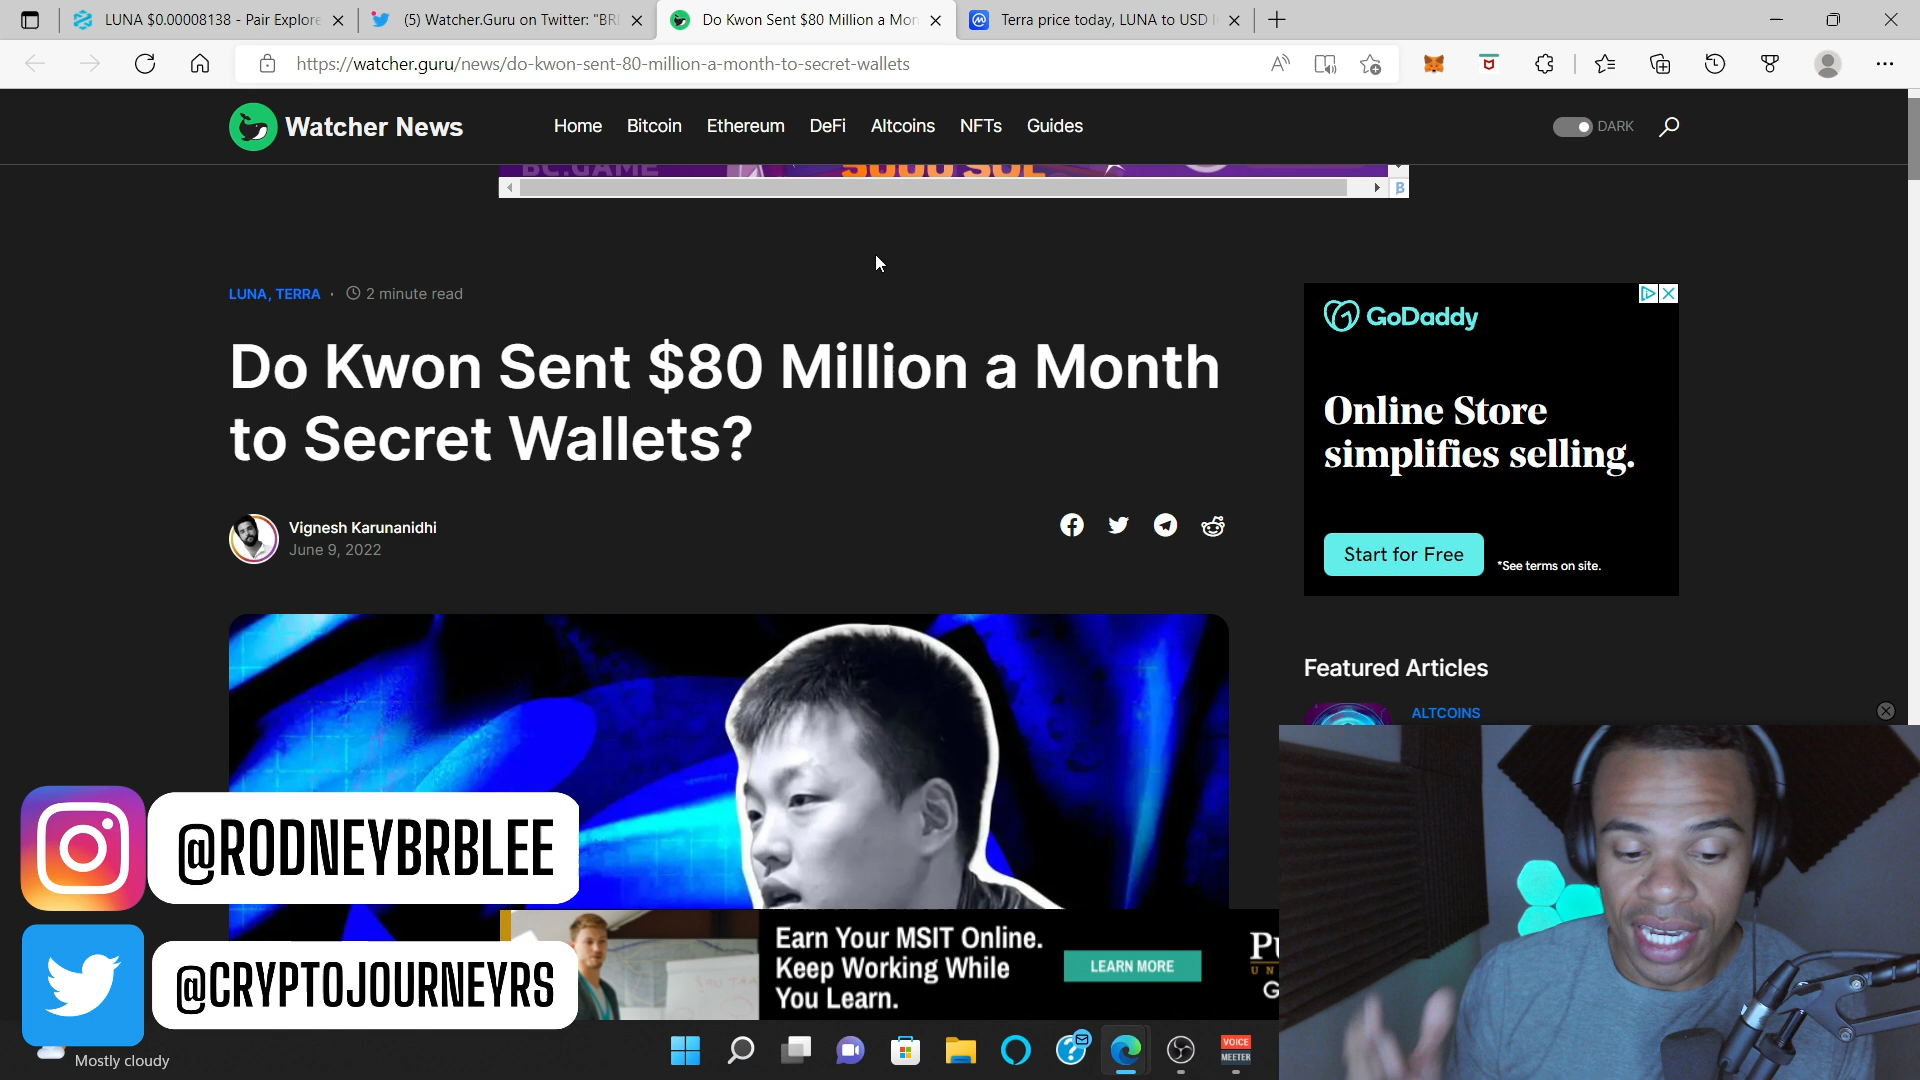 LUNA $0.00008138 - Pair Explore
(5) Watcher.Guru on Twitter: "BRE
Do Kwon Sent $80 Million a Mon
Terra price today, LUNA to USD
https://watcher.guru/news/do-kwon-sent-80-million-a-month-to-secret-wallets
Watcher News
Home
Bitcoin
Ethereum
DeFi
Altcoins
NFTs
Guides
DARK
BC.GAME
5000 SOL
LUNA, TERRA · 2 minute read
Do Kwon Sent $80 Million a Month
to Secret Wallets?
Vignesh Karunanidhi
June 9, 2022
GoDaddy
Online Store
simplifies selling.
Start for Free
*See terms on site.
Featured Articles
ALTCOINS
@RODNEYBRBLEE
@CRYPTOJOURNEYRS
Earn Your MSIT Online.
Keep Working While
You Learn.
LEARN MORE
Mostly cloudy
VOICE
MEETER